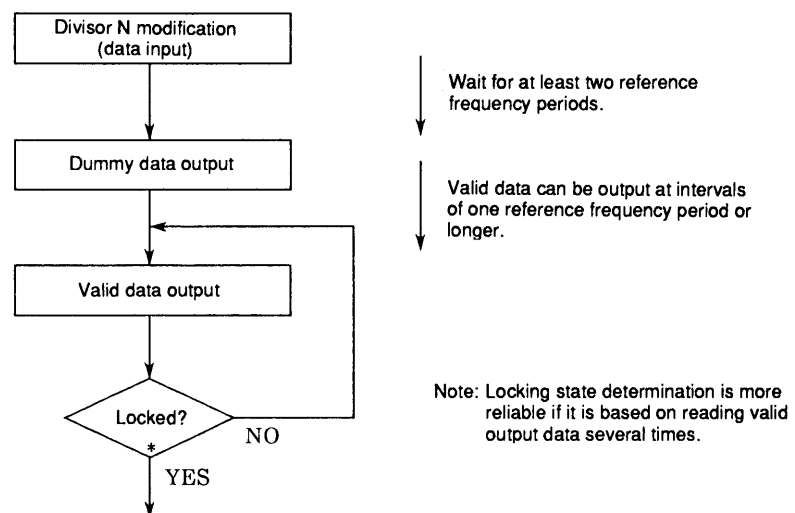 Divisor N modification
(data input)
Wait for at least two reference
frequency periods.
Dummy data output
Valid data can be output at intervals
of one reference frequency period or
longer.
Valid data output
Locked?
*
NO
YES
Note: Locking state determination is more
reliable if it is based on reading valid
output data several times.